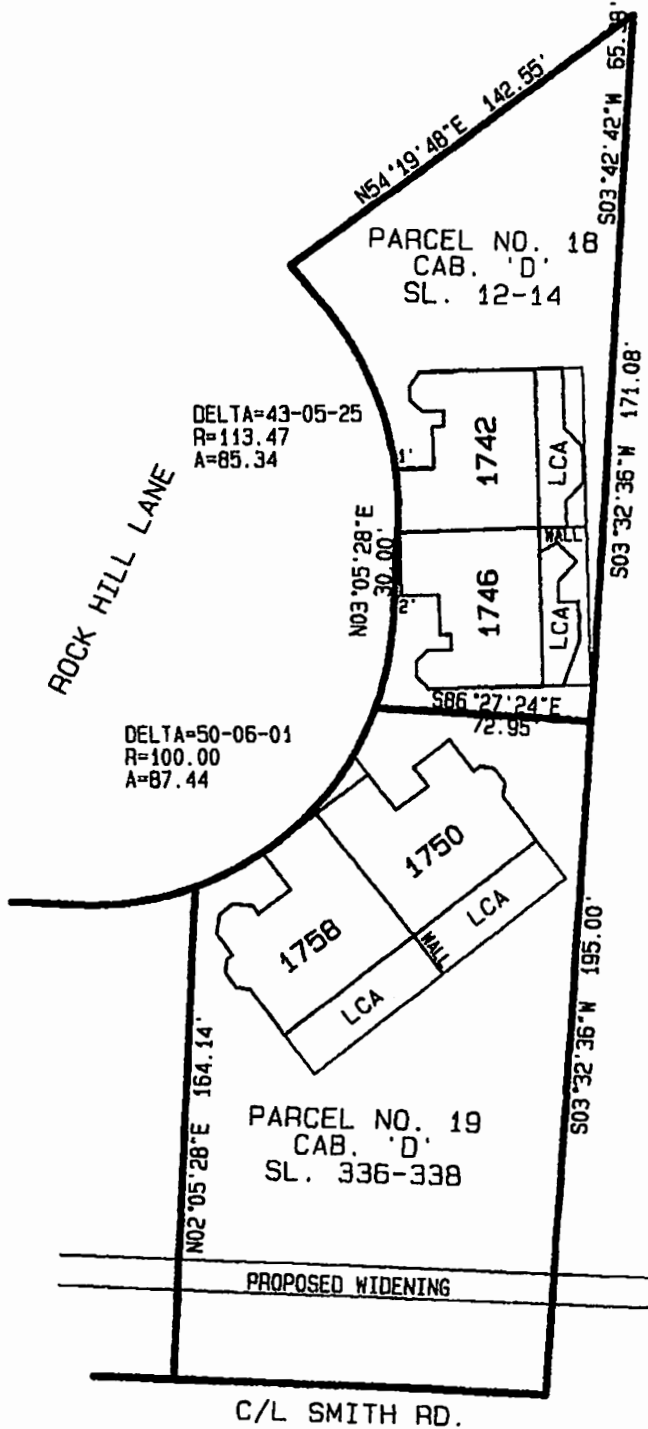 N54°19'48"E 142.55'
S03°42'42"W 65.38'
PARCEL NO. 18
CAB. 'D'
SL. 12-14
S03°32'36"W 171.08'
DELTA=43-05-25
R=113.47
A=85.34
ROCK HILL LANE
1'
1742
LCA
WALL
N03°05'28"E
30.00'
2'
1746
LCA
S86°27'24"E
72.95'
DELTA=50-06-01
R=100.00
A=87.44
1750
LCA
WALL
1758
LCA
S03°32'36"W 195.00'
N02°05'28"E 164.14'
PARCEL NO. 19
CAB. 'D'
SL. 336-338
PROPOSED WIDENING
C/L SMITH RD.